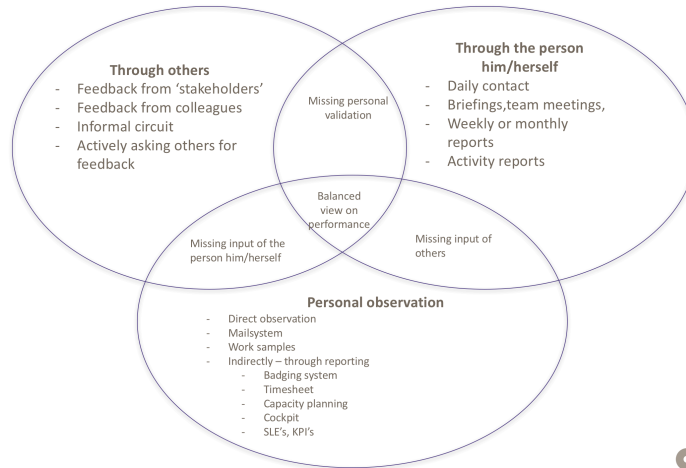 Through others
- Feedback from ‘stakeholders’
- Feedback from colleagues
- Informal circuit
- Actively asking others for
feedback
Through the person
him/herself
- Daily contact
- Briefings,team meetings,
- Weekly or monthly
reports
- Activity reports
Missing personal
validation
Balanced
view on
performance
Missing input of the
person him/herself
Missing input of
others
Personal observation
- Direct observation
- Mailsystem
- Work samples
- Indirectly – through reporting
- Badging system
- Timesheet
- Capacity planning
- Cockpit
- SLE’s, KPI’s